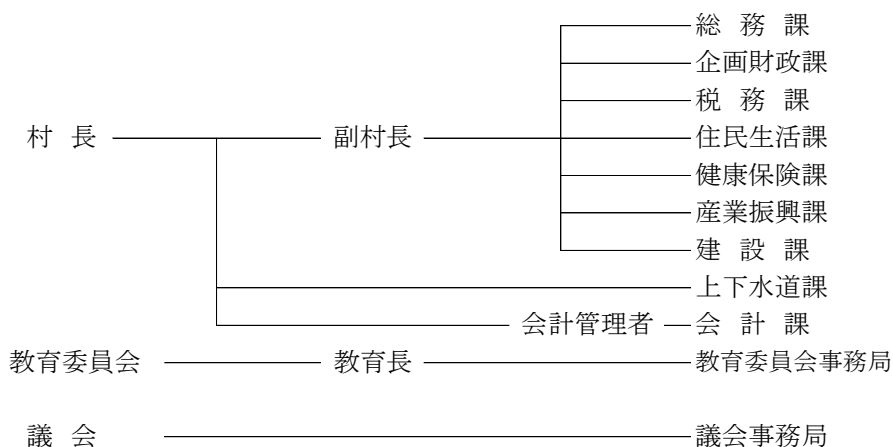 総 務 課
企画財政課
税 務 課
村 長 副村長 住民生活課
健康保険課
産業振興課
建 設 課
上下水道課
会計管理者 会 計 課
教育委員会 教育長 教育委員会事務局
議 会 議会事務局